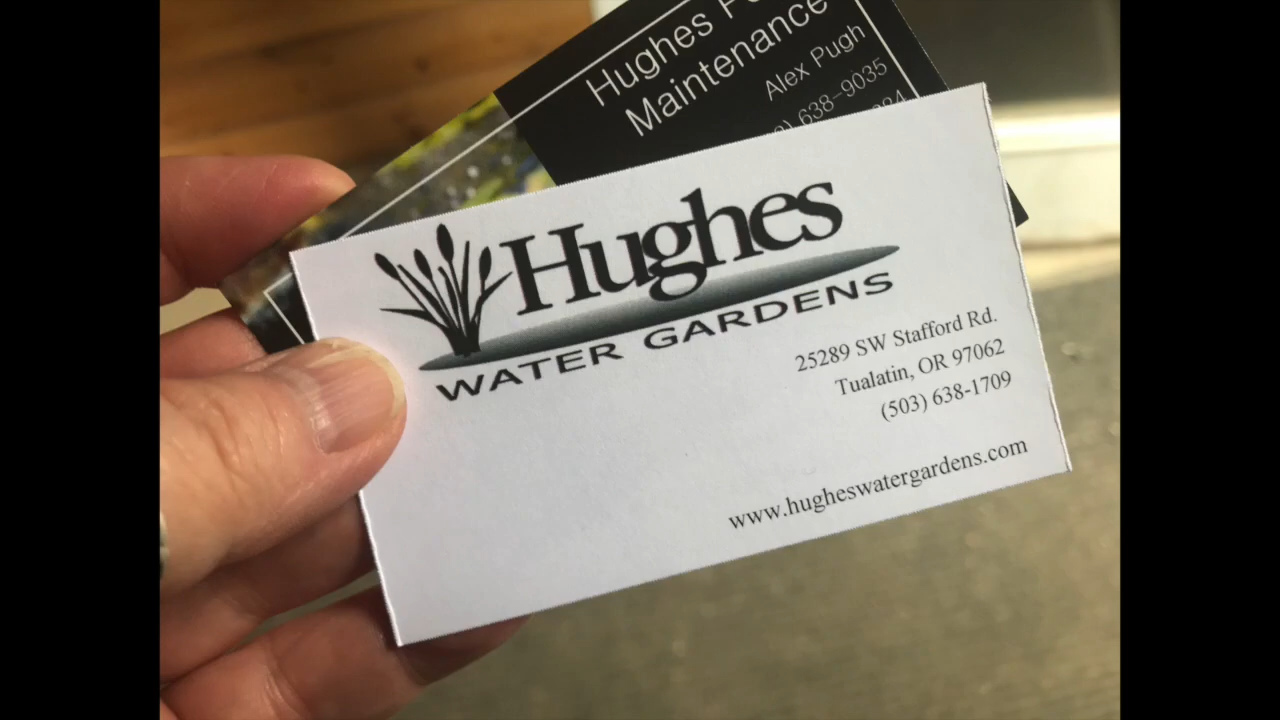 Hughes
Maintenance
Alex Pugh
638-9035
Hughes
WATER GARDENS
25289 SW Stafford Rd.
Tualatin, OR 97062
(503) 638-1709
www.hugheswatergardens.com